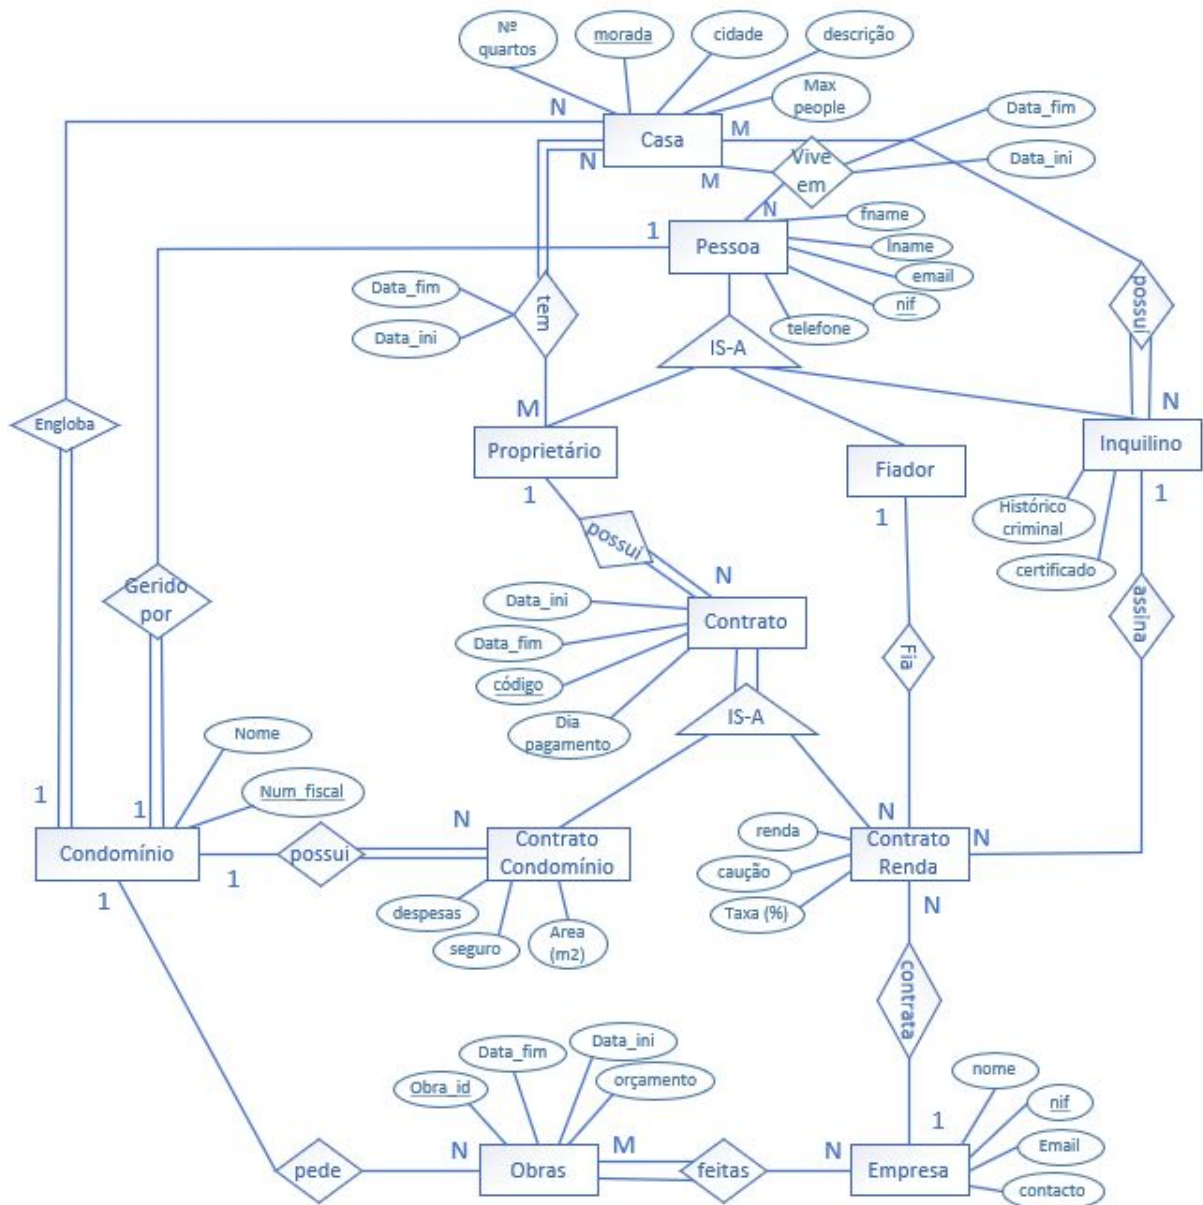 Nº
quartos
morada
cidade
descrição
Max
people
N
Casa
M
Data_fim
N
M
Vive
em
Data_ini
N
fname
1
Pessoa
lname
email
Data_fim
nif
tem
possui
Data_ini
telefone
IS-A
M
N
Engloba
Proprietário
Inquilino
Fiador
1
1
1
Histórico
criminal
possui
N
certificado
Gerido
por
Data_ini
Contrato
assina
Data_fim
Fia
código
IS-A
Dia
pagamento
Nome
Num_fiscal
1
1
N
N
renda
Contrato
Condomínio
Contrato
Renda
N
Condomínio
possui
1
1
caução
despesas
Taxa (%)
N
seguro
Area
(m2)
contrata
Data_fim
Data_ini
nome
Obra_id
orçamento
nif
1
N
M
N
Email
pede
Obras
feitas
Empresa
contacto